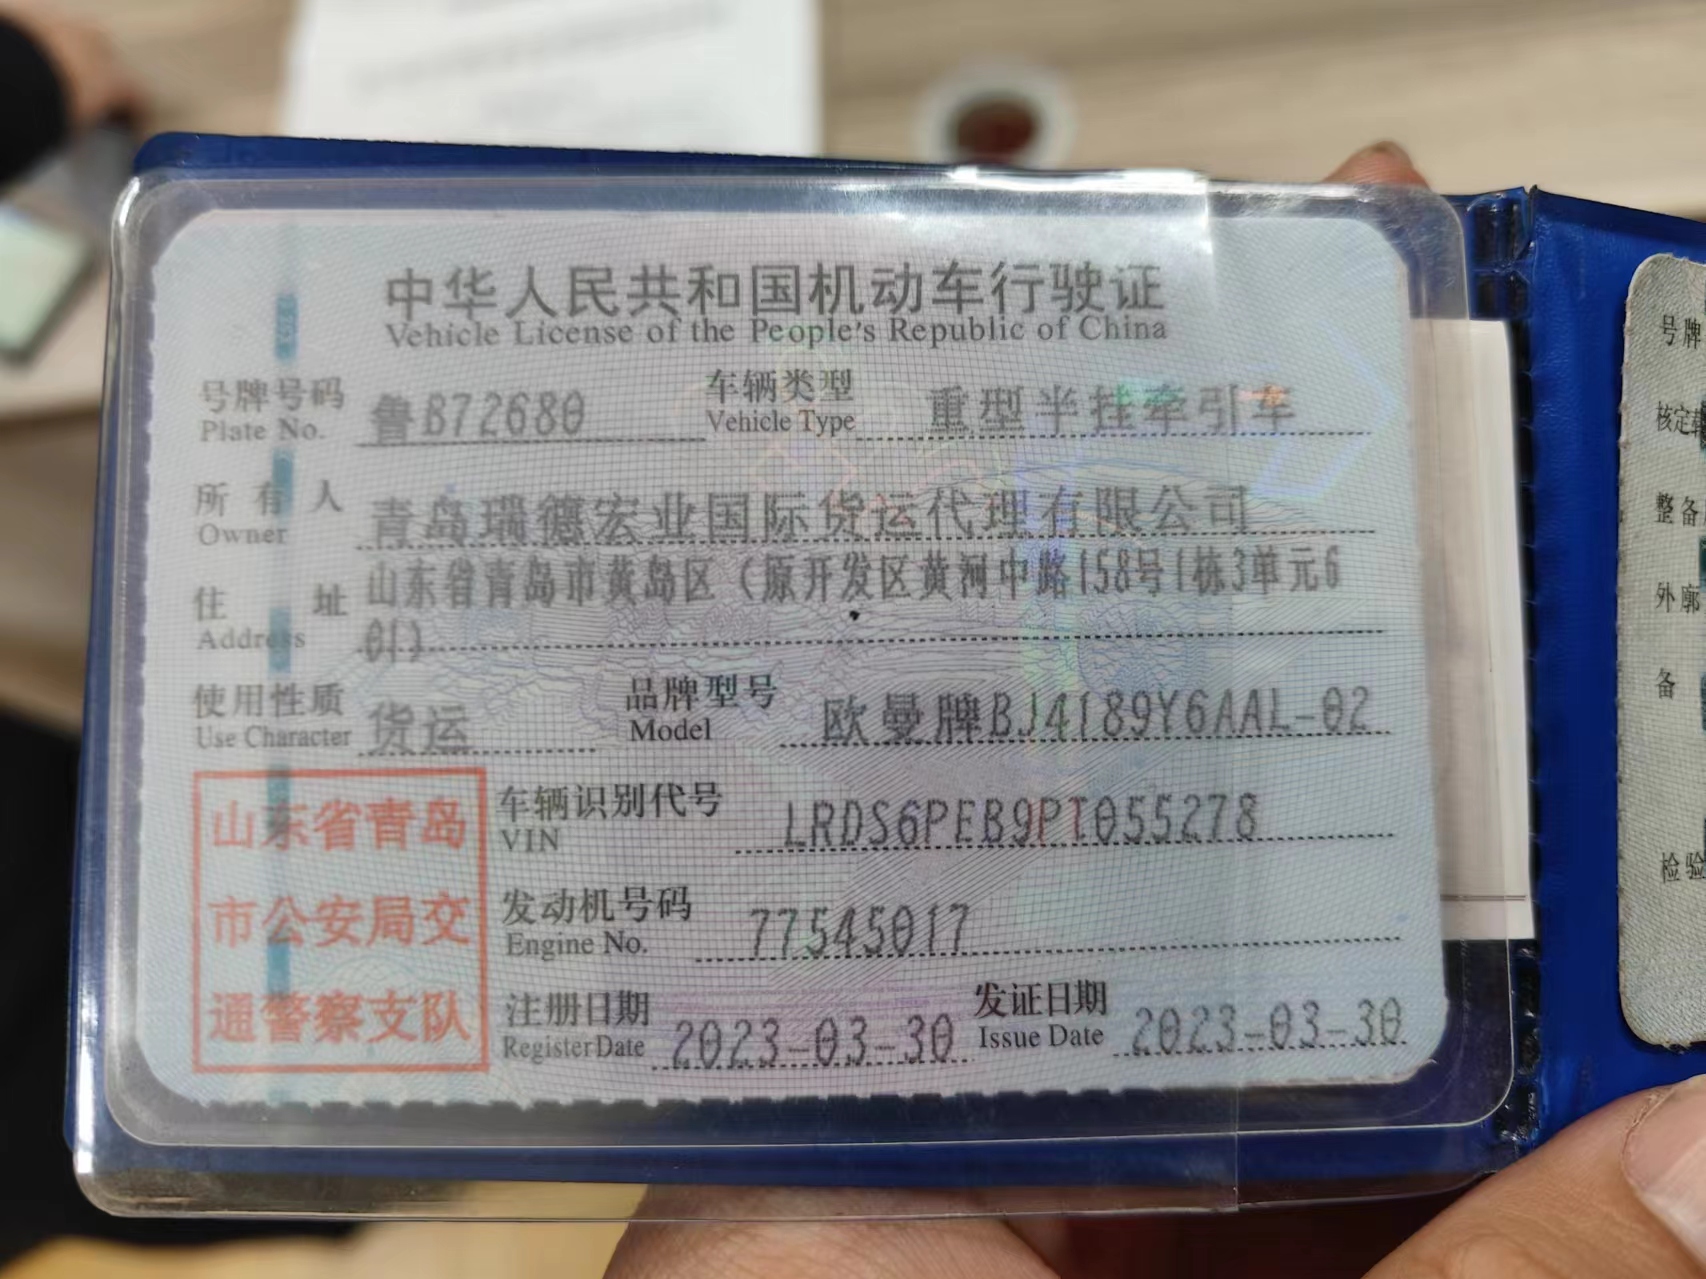 中华人民共和国机动车行驶证
Vehicle License of the People's Republic of China
号牌号码 鲁B72680 车辆类型 重型半挂牵引车
Plate No. Vehicle Type
所有人 青岛瑞德宏业国际货运代理有限公司
Owner
住址 山东省青岛市黄岛区（原开发区黄河中路158号1栋3单元6
Address 01)
使用性质 货运 品牌型号 欧曼牌BJ4189Y6AAL-02
Use Character Model
山东省青岛
市公安局交
通警察支队
车辆识别代号 LRDS6PEB9PT055278
VIN
发动机号码 77545017
Engine No.
注册日期 2023-03-30 发证日期 2023-03-30
Register Date Issue Date
号牌
核定
整备
外廓
备
检验